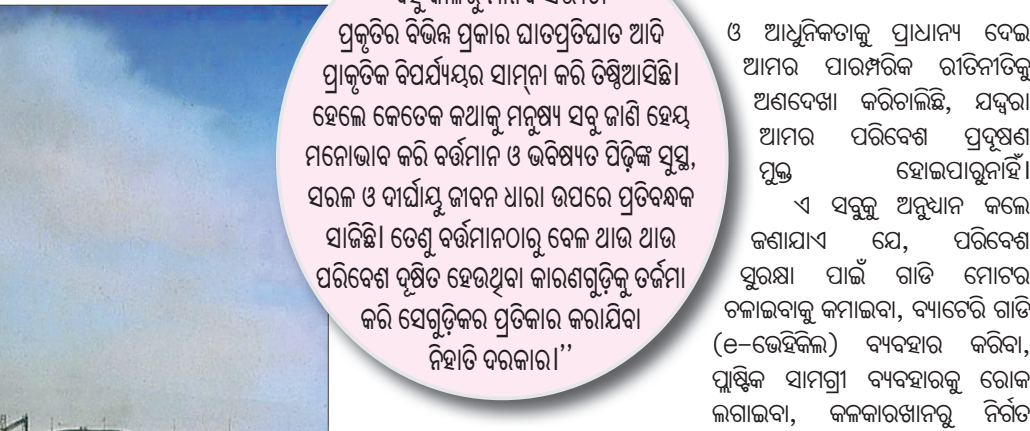 ପ୍ରକୃତିର ବିଭିନ୍ନ ପ୍ରକାର ଘାତପ୍ରତିଘାତ ଆଦି
ପ୍ରାକୃତିକ ବିପର୍ଯ୍ୟୟର ସାମ୍‌ନା କରି ତିଷ୍ଠିଆସିଛି।
ହେଲେ କେତେକ କଥାକୁ ମନୁଷ୍ୟ ସବୁ ଜାଣି ହେୟ
ମନୋଭାବ କରି ବର୍ତ୍ତମାନ ଓ ଭବିଷ୍ୟତ ପିଢ଼ିଙ୍କ ସୁସ୍ଥ,
ସରଳ ଓ ଦୀର୍ଘାୟୁ ଜୀବନ ଧାରା ଉପରେ ପ୍ରତିବନ୍ଧକ
ସାଜିଛି। ତେଣୁ ବର୍ତ୍ତମାନଠାରୁ ବେଳ ଥାଉ ଥାଉ
ପରିବେଶ ଦୂଷିତ ହେଉଥିବା କାରଣଗୁଡ଼ିକୁ ତର୍ଜମା
କରି ସେଗୁଡ଼ିକର ପ୍ରତିକାର କରାଯିବା
ନିହାତି ଦରକାର।’’
ଓ ଆଧୁନିକତାକୁ ପ୍ରାଧାନ୍ୟ ଦେଇ
ଆମର ପାରମ୍ପରିକ ରୀତିନୀତିକୁ
ଅଣଦେଖା କରିଚାଲିଛି, ଯଦ୍ଦ୍ୱାରା
ଆମର ପରିବେଶ ପ୍ରଦୂଷଣ
ମୁକ୍ତ ହୋଇପାରୁନାହିଁ।
ଏ ସବୁକୁ ଅନୁଧ୍ୟାନ କଲେ
ଜଣାଯାଏ ଯେ, ପରିବେଶ
ସୁରକ୍ଷା ପାଇଁ ଗାଡି ମୋଟର
ଚଳାଇବାକୁ କମାଇବା, ବ୍ୟାଟେରି ଗାଡି
(e-ଭେହିକିଲ) ବ୍ୟବହାର କରିବା,
ପ୍ଲାଷ୍ଟିକ ସାମଗ୍ରୀ ବ୍ୟବହାରକୁ ରୋକ
ଲଗାଇବା, କଳକାରଖାନରୁ ନିର୍ଗତ